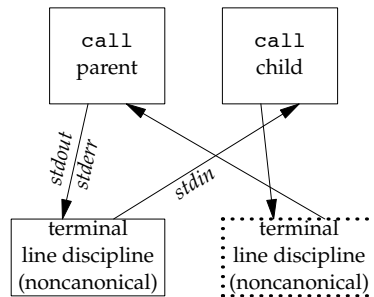 call
parent
call
child
stdout
stderr
stdin
terminal
line discipline
(noncanonical)
terminal
line discipline
(noncanonical)